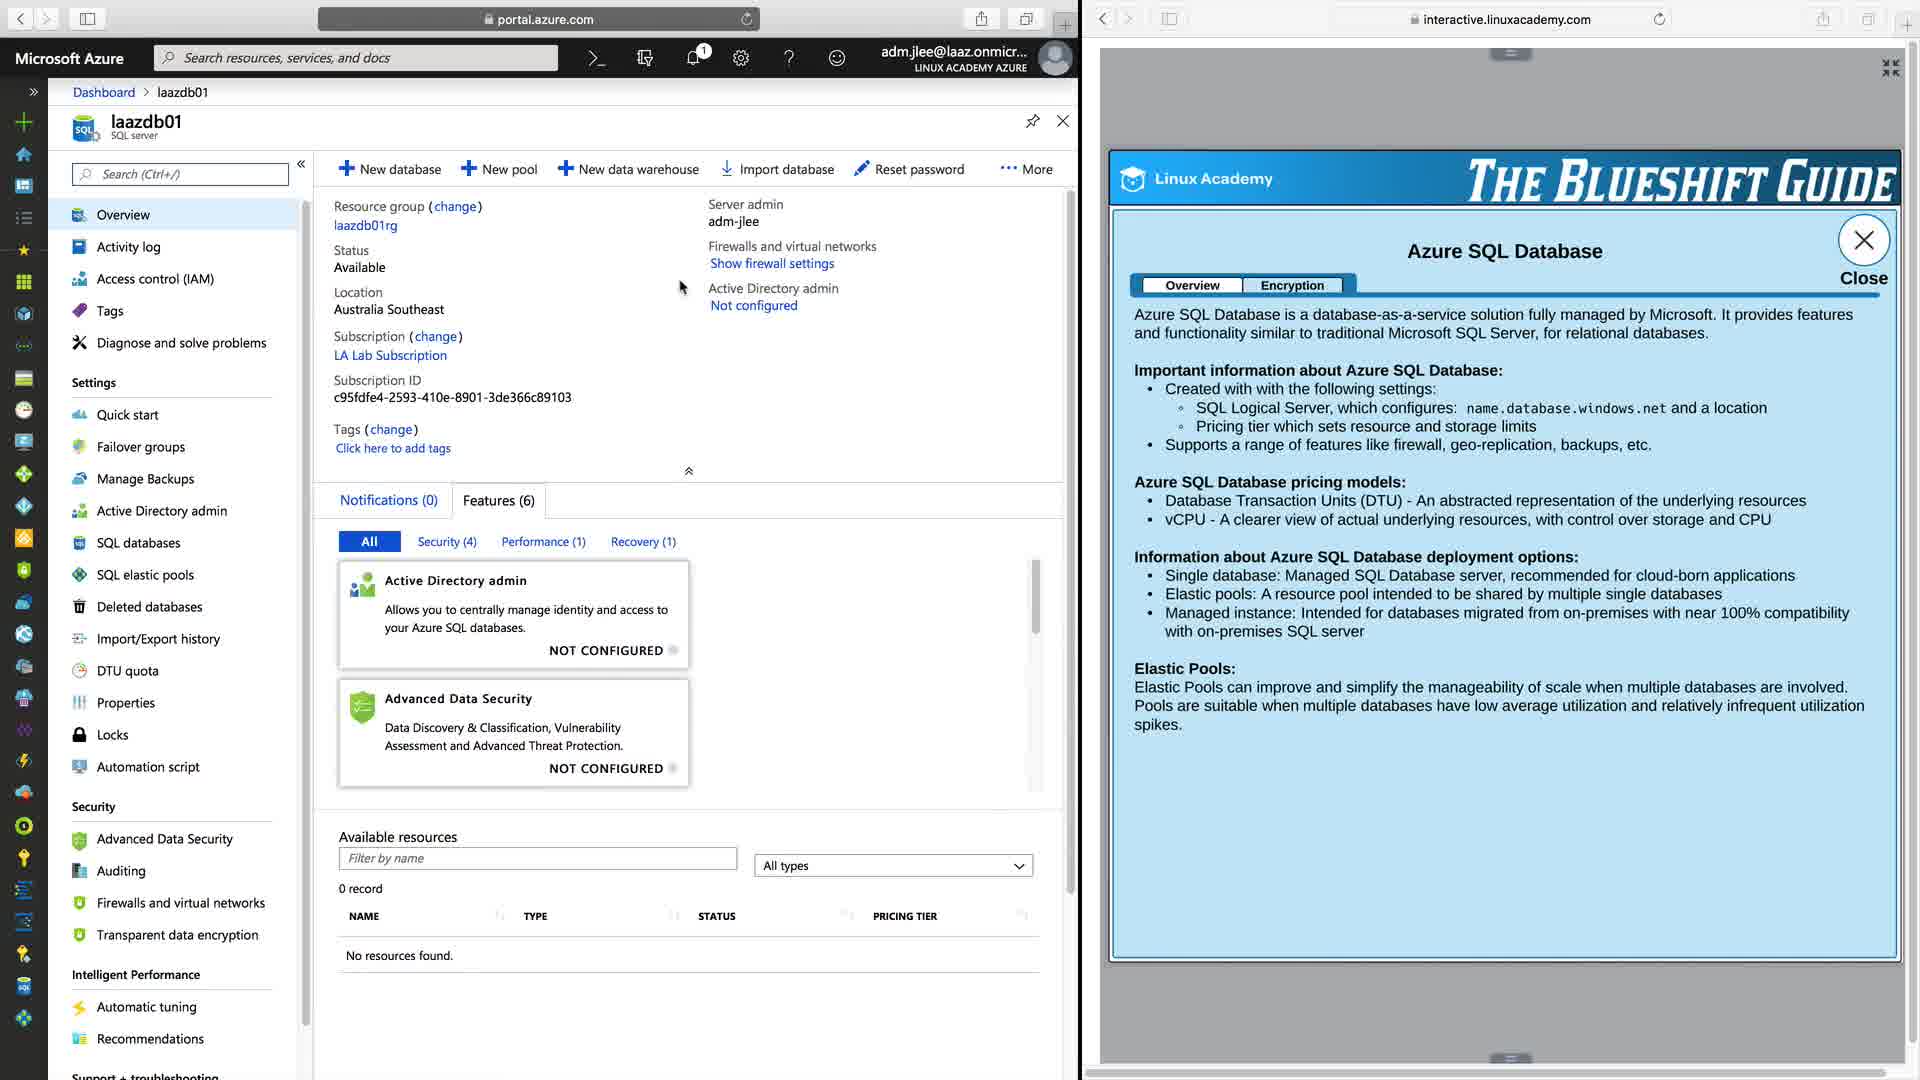 portal.azure.com
Microsoft Azure
Search resources, services, and docs
1
adm.jlee@laaz.onmicr...
LINUX ACADEMY AZURE
Dashboard > laazdb01
SQL
laazdb01
SQL server
Search (Ctrl+/)
Overview
Activity log
Access control (IAM)
Tags
Diagnose and solve problems
Settings
Quick start
Failover groups
Manage Backups
Active Directory admin
SQL databases
SQL elastic pools
Deleted databases
Import/Export history
DTU quota
Properties
Locks
Automation script
Security
Advanced Data Security
Auditing
Firewalls and virtual networks
Transparent data encryption
Intelligent Performance
Automatic tuning
Recommendations
Support + troubleshooting
New database
New pool
New data warehouse
Import database
Reset password
More
Resource group (change)
laazdb01rg
Status
Available
Location
Australia Southeast
Subscription (change)
LA Lab Subscription
Subscription ID
c95fdfe4-2593-410e-8901-3de366c89103
Tags (change)
Click here to add tags
Server admin
adm-jlee
Firewalls and virtual networks
Show firewall settings
Active Directory admin
Not configured
Notifications (0)
Features (6)
All
Security (4)
Performance (1)
Recovery (1)
Active Directory admin
Allows you to centrally manage identity and access to
your Azure SQL databases.
NOT CONFIGURED
Advanced Data Security
Data Discovery & Classification, Vulnerability
Assessment and Advanced Threat Protection.
NOT CONFIGURED
Available resources
Filter by name
All types
0 record
NAME
TYPE
STATUS
PRICING TIER
No resources found.
interactive.linuxacademy.com
Linux Academy
THE BLUESHIFT GUIDE
Azure SQL Database
Close
Overview
Encryption
Azure SQL Database is a database-as-a-service solution fully managed by Microsoft. It provides features
and functionality similar to traditional Microsoft SQL Server, for relational databases.
Important information about Azure SQL Database:
• Created with with the following settings:
◦ SQL Logical Server, which configures: name.database.windows.net and a location
◦ Pricing tier which sets resource and storage limits
• Supports a range of features like firewall, geo-replication, backups, etc.
Azure SQL Database pricing models:
• Database Transaction Units (DTU) - An abstracted representation of the underlying resources
• vCPU - A clearer view of actual underlying resources, with control over storage and CPU
Information about Azure SQL Database deployment options:
• Single database: Managed SQL Database server, recommended for cloud-born applications
• Elastic pools: A resource pool intended to be shared by multiple single databases
• Managed instance: Intended for databases migrated from on-premises with near 100% compatibility
with on-premises SQL server
Elastic Pools:
Elastic Pools can improve and simplify the manageability of scale when multiple databases are involved.
Pools are suitable when multiple databases have low average utilization and relatively infrequent utilization
spikes.